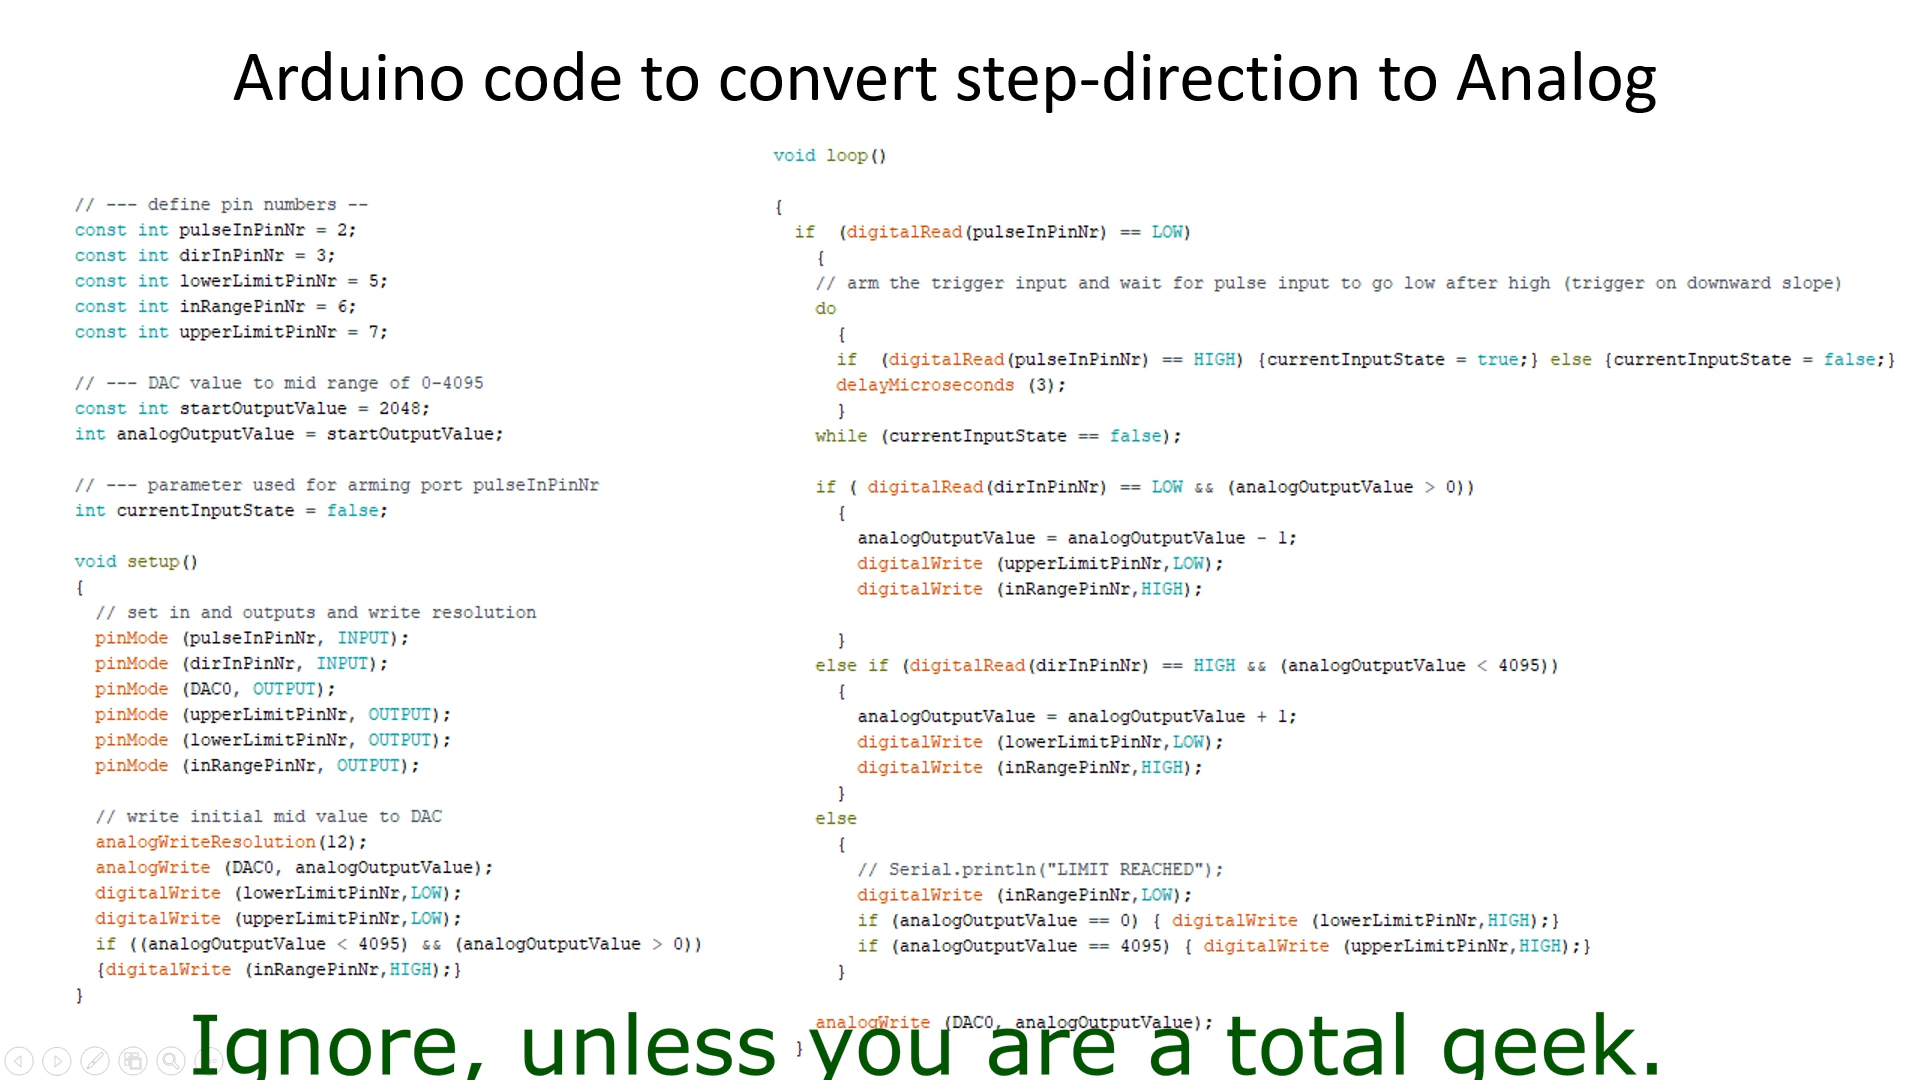 Arduino code to convert step-direction to Analog
// --- define pin numbers --
const int pulseInPinNr = 2;
const int dirInPinNr = 3;
const int lowerLimitPinNr = 5;
const int inRangePinNr = 6;
const int upperLimitPinNr = 7;
// --- DAC value to mid range of 0-4095
const int startOutputValue = 2048;
int analogOutputValue = startOutputValue;
// --- parameter used for arming port pulseInPinNr
int currentInputState = false;
void setup()
{
// set in and outputs and write resolution
pinMode (pulseInPinNr, INPUT);
pinMode (dirInPinNr, INPUT);
pinMode (DAC0, OUTPUT);
pinMode (upperLimitPinNr, OUTPUT);
pinMode (lowerLimitPinNr, OUTPUT);
pinMode (inRangePinNr, OUTPUT);
// write initial mid value to DAC
analogWriteResolution(12);
analogWrite (DAC0, analogOutputValue);
digitalWrite (lowerLimitPinNr,LOW);
digitalWrite (upperLimitPinNr,LOW);
if ((analogOutputValue < 4095) && (analogOutputValue > 0))
{digitalWrite (inRangePinNr,HIGH);}
}
void loop()
{
if (digitalRead(pulseInPinNr) == LOW)
{
// arm the trigger input and wait for pulse input to go low after high (trigger on downward slope)
do
{
if (digitalRead(pulseInPinNr) == HIGH) {currentInputState = true;} else {currentInputState = false;}
delayMicroseconds (3);
}
while (currentInputState == false);
if ( digitalRead(dirInPinNr) == LOW && (analogOutputValue > 0))
{
analogOutputValue = analogOutputValue - 1;
digitalWrite (upperLimitPinNr,LOW);
digitalWrite (inRangePinNr,HIGH);
}
else if (digitalRead(dirInPinNr) == HIGH && (analogOutputValue < 4095))
{
analogOutputValue = analogOutputValue + 1;
digitalWrite (lowerLimitPinNr,LOW);
digitalWrite (inRangePinNr,HIGH);
}
else
{
// Serial.println("LIMIT REACHED");
digitalWrite (inRangePinNr,LOW);
if (analogOutputValue == 0) { digitalWrite (lowerLimitPinNr,HIGH);}
if (analogOutputValue == 4095) { digitalWrite (upperLimitPinNr,HIGH);}
}
analogWrite (DAC0, analogOutputValue);
}
Ignore, unless you are a total geek.